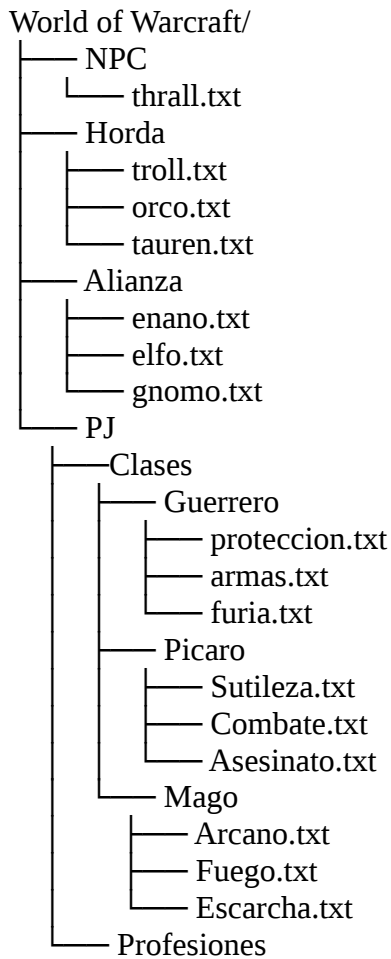 World of Warcraft/
NPC
thrall.txt
Horda
troll.txt
orco.txt
tauren.txt
Alianza
enano.txt
elfo.txt
gnomo.txt
PJ
Clases
Guerrero
proteccion.txt
armas.txt
furia.txt
Picaro
Sutileza.txt
Combate.txt
Asesinato.txt
Mago
Arcano.txt
Fuego.txt
Escarcha.txt
Profesiones